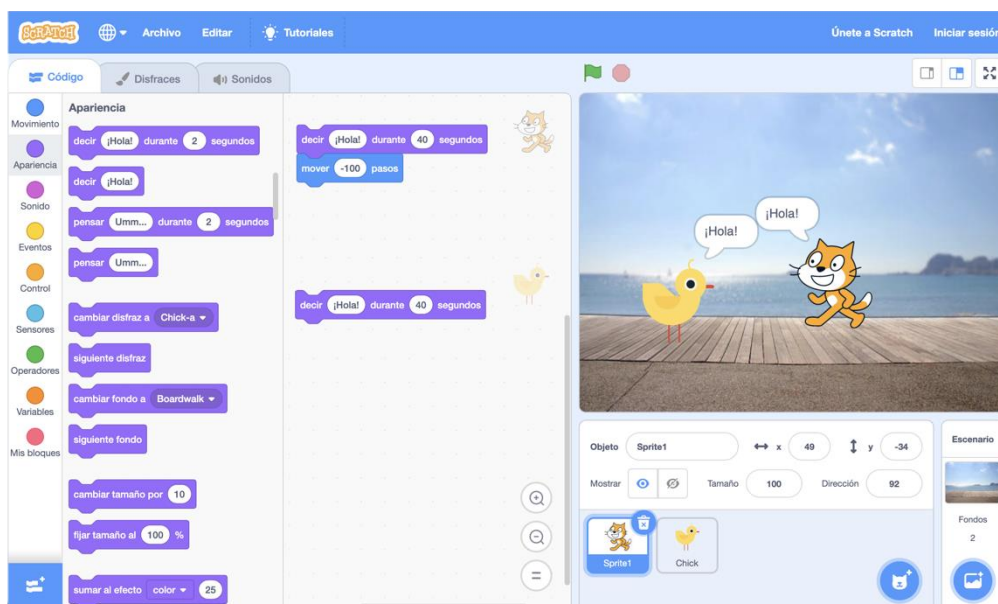 SCRATCH Archivo Editar Tutoriales Únete a Scratch Iniciar sesión
Código Disfraces Sonidos
Movimiento
Apariencia
Sonido
Eventos
Control
Sensores
Operadores
Variables
Mis bloques
Apariencia
decir ¡Hola! durante 2 segundos
decir ¡Hola!
pensar Umm... durante 2 segundos
pensar Umm...
cambiar disfraz a Chick-a
siguiente disfraz
cambiar fondo a Boardwalk
siguiente fondo
cambiar tamaño por 10
fijar tamaño al 100 %
sumar al efecto color 25
decir ¡Hola! durante 40 segundos
mover -100 pasos
decir ¡Hola! durante 40 segundos
¡Hola!
¡Hola!
Objeto Sprite1 x 49 y -34
Mostrar Tamaño 100 Dirección 92
Sprite1 Chick
Escenario
Fondos
2